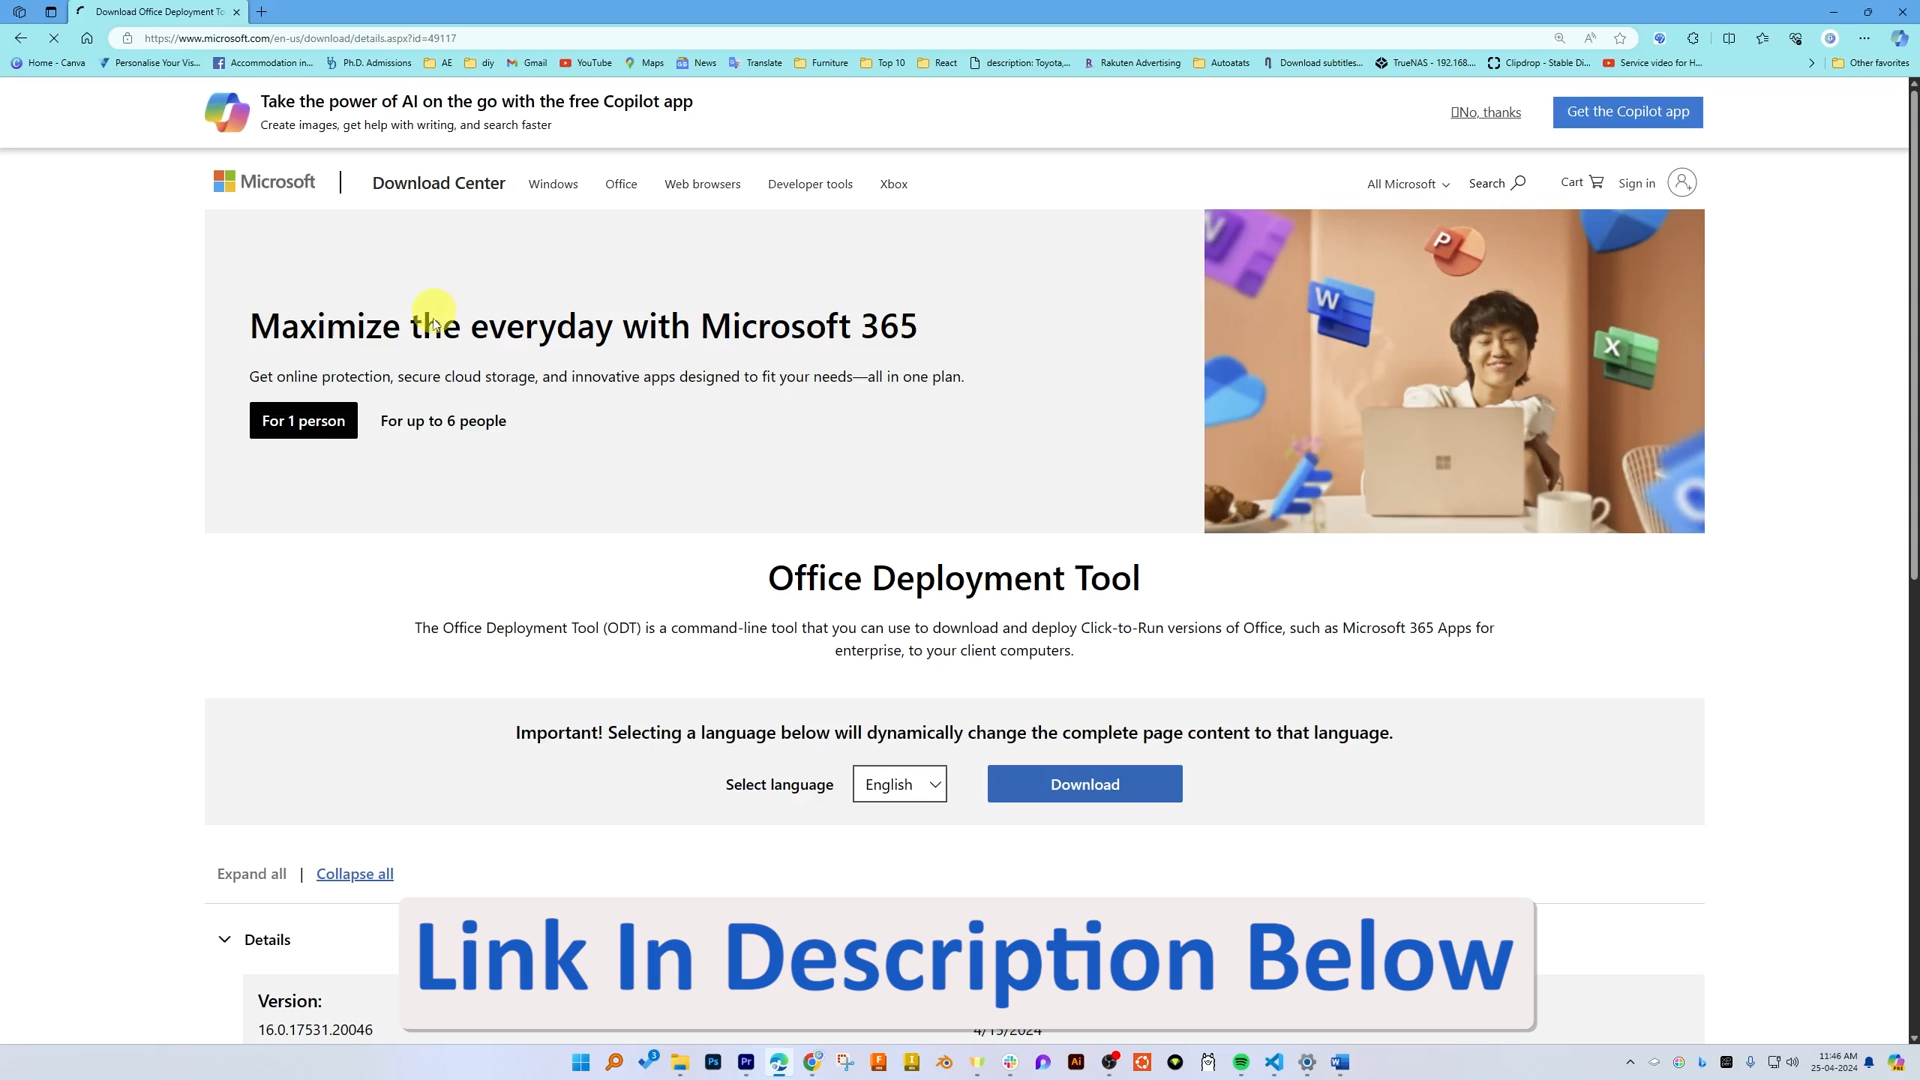 Download Office Deployment To
https://www.microsoft.com/en-us/download/details.aspx?id=49117
Home - Canva
Personalise Your Vis...
Accommodation in...
Ph.D. Admissions
AE
diy
Gmail
YouTube
Maps
News
Translate
Furniture
Top 10
React
description: Toyota,...
Rakuten Advertising
Autoatats
Download subtitles...
TrueNAS - 192.168....
Clipdrop - Stable Di...
Service video for H...
Other favorites
Take the power of AI on the go with the free Copilot app
Create images, get help with writing, and search faster
No, thanks
Get the Copilot app
Microsoft
Download Center
Windows
Office
Web browsers
Developer tools
Xbox
All Microsoft
Search
Cart
Sign in
Maximize the everyday with Microsoft 365
Get online protection, secure cloud storage, and innovative apps designed to fit your needs—all in one plan.
For 1 person
For up to 6 people
Office Deployment Tool
The Office Deployment Tool (ODT) is a command-line tool that you can use to download and deploy Click-to-Run versions of Office, such as Microsoft 365 Apps for
enterprise, to your client computers.
Important! Selecting a language below will dynamically change the complete page content to that language.
Select language
English
Download
Expand all | Collapse all
Details
Link In Description Below
Version:
16.0.17531.20046
4/15/2024
11:46 AM
25-04-2024